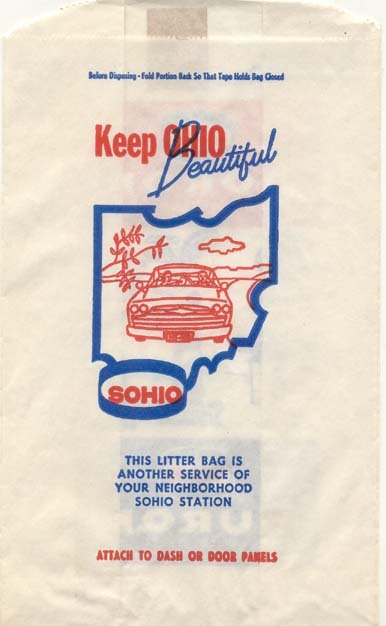 Before Disposing - Fold Portion Back So That Tape Holds Bag Closed
Keep OHIO
Beautiful
SOHIO
THIS LITTER BAG IS
ANOTHER SERVICE OF
YOUR NEIGHBORHOOD
SOHIO STATION
ATTACH TO DASH OR DOOR PANELS